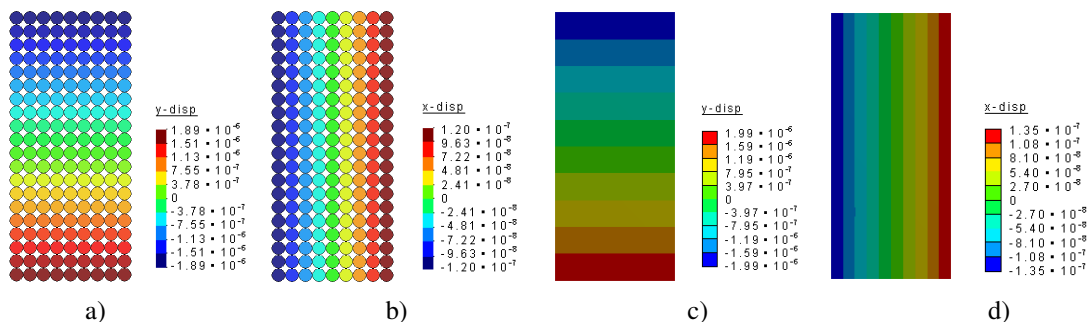 y-disp
1.89 • 10⁻⁶
1.51 • 10⁻⁶
1.13 • 10⁻⁶
7.55 • 10⁻⁷
3.78 • 10⁻⁷
0
-3.78 • 10⁻⁷
-7.55 • 10⁻⁷
-1.13 • 10⁻⁶
-1.51 • 10⁻⁶
-1.89 • 10⁻⁶
x-disp
1.20 • 10⁻⁷
9.63 • 10⁻⁸
7.22 • 10⁻⁸
4.81 • 10⁻⁸
2.41 • 10⁻⁸
0
-2.41 • 10⁻⁸
-4.81 • 10⁻⁸
-7.22 • 10⁻⁸
-9.63 • 10⁻⁸
-1.20 • 10⁻⁷
y-disp
1.99 • 10⁻⁶
1.59 • 10⁻⁶
1.19 • 10⁻⁶
7.95 • 10⁻⁷
3.97 • 10⁻⁷
0
-3.97 • 10⁻⁷
-7.95 • 10⁻⁷
-1.19 • 10⁻⁶
-1.59 • 10⁻⁶
-1.99 • 10⁻⁶
x-disp
1.35 • 10⁻⁷
1.08 • 10⁻⁷
8.10 • 10⁻⁸
5.40 • 10⁻⁸
2.70 • 10⁻⁸
0
-2.70 • 10⁻⁸
-5.40 • 10⁻⁸
-8.10 • 10⁻⁸
-1.08 • 10⁻⁷
-1.35 • 10⁻⁷
a) b) c) d)